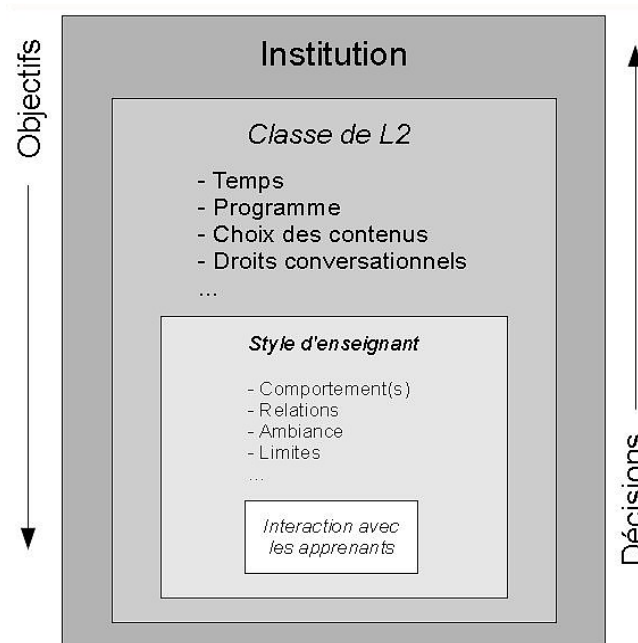 Objectifs
Institution
Classe de L2
- Temps
- Programme
- Choix des contenus
- Droits conversationnels
...
Style d'enseignant
- Comportement(s)
- Relations
- Ambiance
- Limites
...
Interaction avec
les apprenants
Décisions